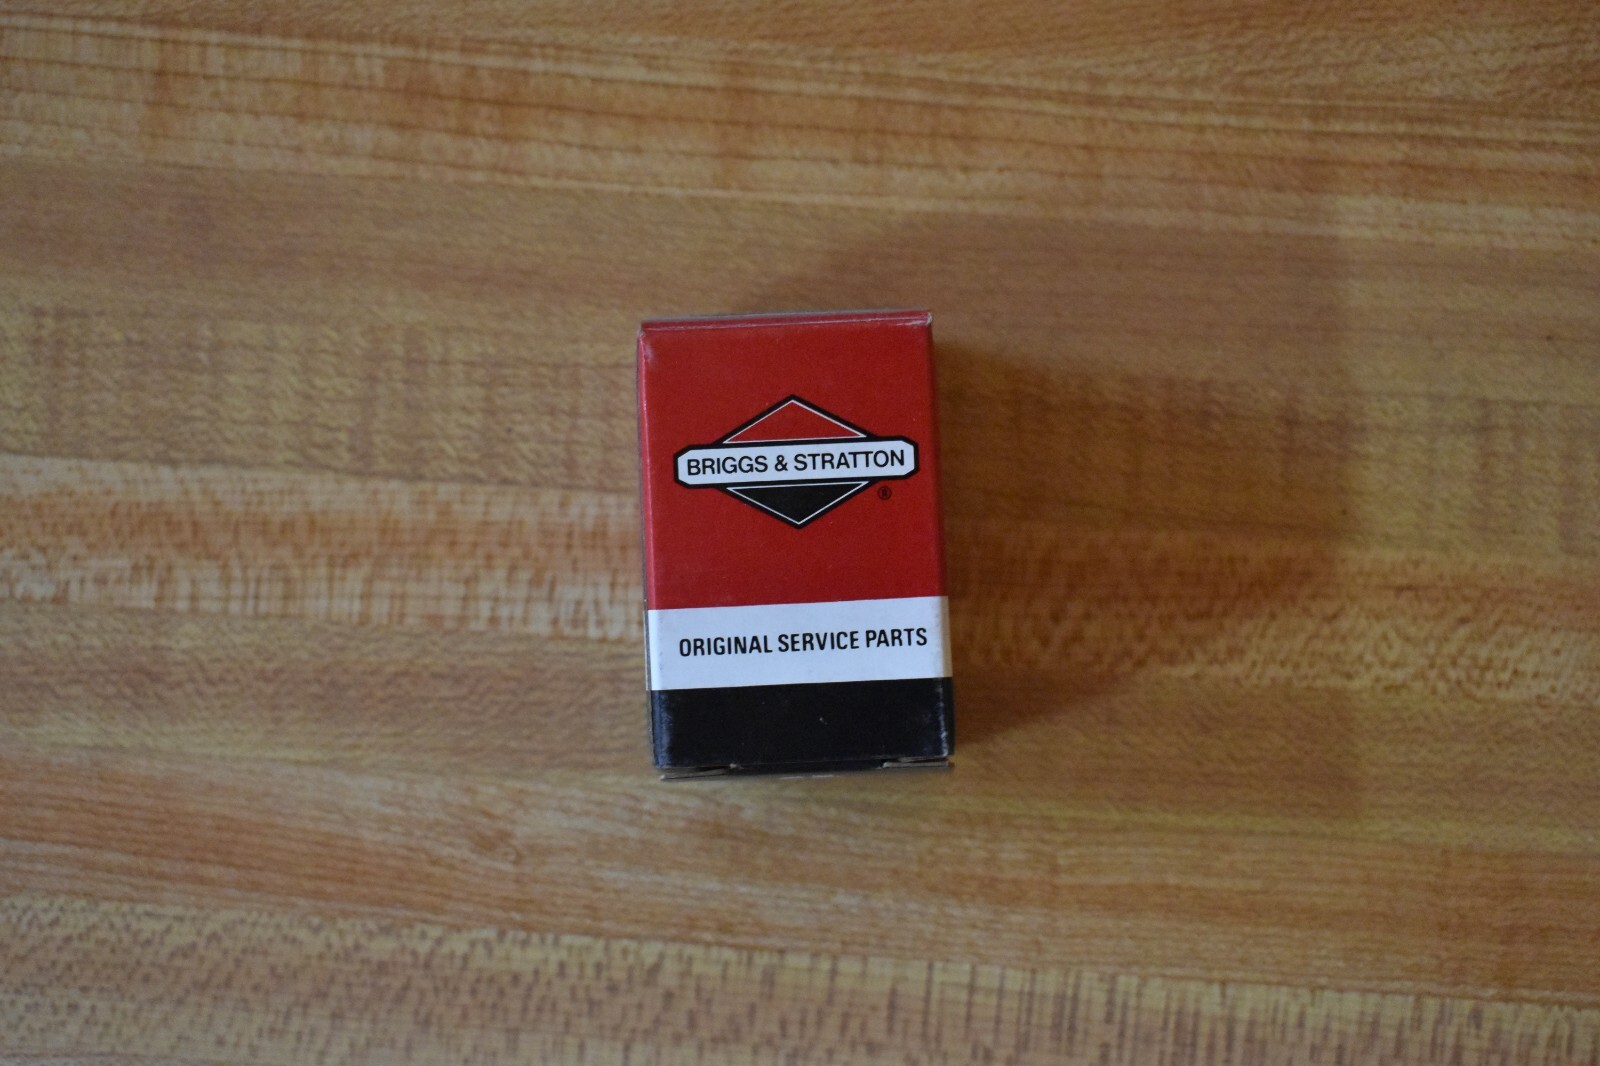 BRIGGS & STRATTON
®
ORIGINAL SERVICE PARTS